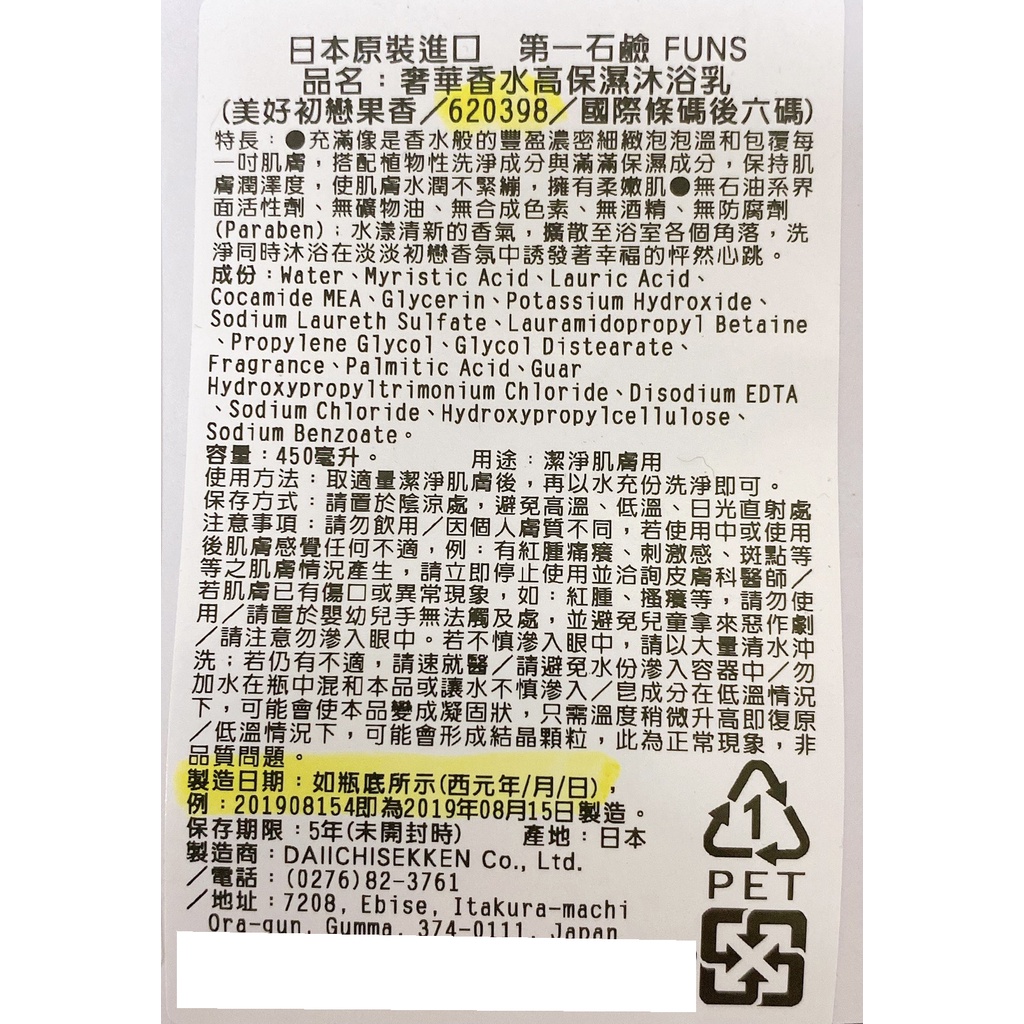 日本原裝進口　第一石鹼 FUNS
品名：奢華香水高保濕沐浴乳
(美好初戀果香／620398／國際條碼後六碼)
特長：●充滿像是香水般的豐盈濃密細緻泡泡溫和包覆每
一吋肌膚，搭配植物性洗淨成分與滿滿保濕成分，保持肌
膚潤澤度，使肌膚水潤不緊繃，擁有柔嫩肌●無石油系界
面活性劑、無礦物油、無合成色素、無酒精、無防腐劑
(Paraben)；水漾清新的香氣，擴散至浴室各個角落，洗
淨同時沐浴在淡淡初戀香氛中誘發著幸福的怦然心跳。
成份：Water、Myristic Acid、Lauric Acid、
Cocamide MEA、Glycerin、Potassium Hydroxide、
Sodium Laureth Sulfate、Lauramidopropyl Betaine
、Propylene Glycol、Glycol Distearate、
Fragrance、Palmitic Acid、Guar
Hydroxypropyltrimonium Chloride、Disodium EDTA
、Sodium Chloride、Hydroxypropylcellulose、
Sodium Benzoate。
容量：450毫升。　　用途：潔淨肌膚用
使用方法：取適量潔淨肌膚後，再以水充份洗淨即可。
保存方式：請置於陰涼處，避免高溫、低溫、日光直射處
注意事項：請勿飲用／因個人膚質不同，若使用中或使用
後肌膚感覺任何不適，例：有紅腫痛癢、刺激感、斑點等
等之肌膚情況產生，請立即停止使用並洽詢皮膚科醫師／
若肌膚已有傷口或異常現象，如：紅腫、搔癢等，請勿使
用／請置於嬰幼兒手無法觸及處，並避免兒童拿來惡作劇
／請注意勿滲入眼中。若不慎滲入眼中，請以大量清水沖
洗；若仍有不適，請速就醫／請避免水份滲入容器中／勿
加水在瓶中混和本品或讓水不慎滲入／皂成分在低溫情況
下，可能會使本品變成凝固狀，只需溫度稍微升高即復原
／低溫情況下，可能會形成結晶顆粒，此為正常現象，非
品質問題。
製造日期：如瓶底所示(西元年/月/日)，
例：201908154即為2019年08月15日製造。
保存期限：5年(未開封時)　　產地：日本
製造商：DAIICHISEKKEN Co., Ltd.
／電話：(0276)82-3761
／地址：7208, Ebise, Itakura-machi
Ora-gun, Gumma, 374-0111, Japan
1
PET